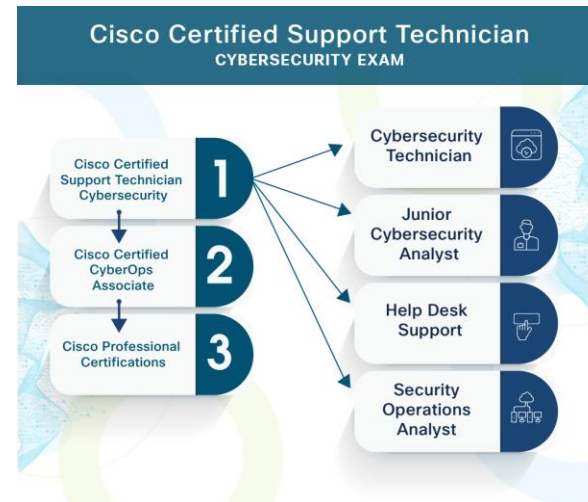 Cisco Certified Support Technician
CYBERSECURITY EXAM
Cisco Certified
Support Technician
Cybersecurity
1
Cisco Certified
CyberOps
Associate
2
Cisco Professional
Certifications
3
Cybersecurity
Technician
Junior
Cybersecurity
Analyst
Help Desk
Support
Security
Operations
Analyst